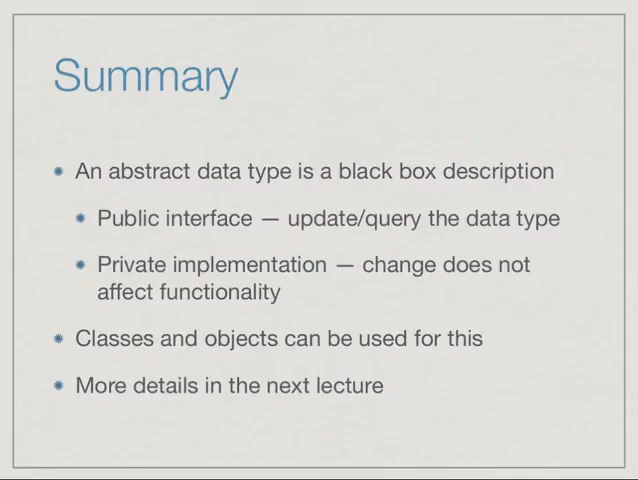 Summary
An abstract data type is a black box description
Public interface — update/query the data type
Private implementation — change does not
affect functionality
Classes and objects can be used for this
More details in the next lecture